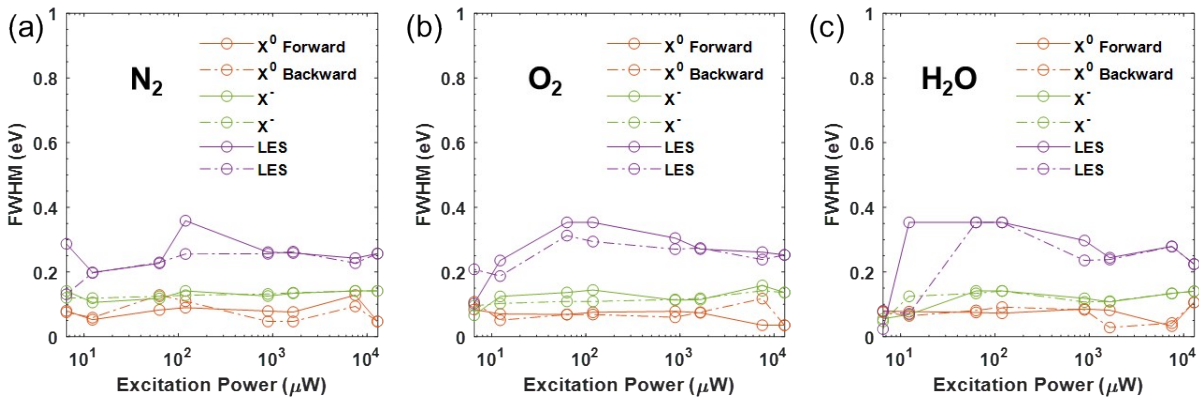 (a)
1
0.8
0.6
0.4
0.2
0
FWHM (eV)
N2
X0 Forward
X0 Backward
X-
X-
LES
LES
10^1
10^2
10^3
10^4
Excitation Power (μW)
(b)
1
0.8
0.6
0.4
0.2
0
FWHM (eV)
O2
X0 Forward
X0 Backward
X-
X-
LES
LES
10^1
10^2
10^3
10^4
Excitation Power (μW)
(c)
1
0.8
0.6
0.4
0.2
0
FWHM (eV)
H2O
X0 Forward
X0 Backward
X-
X-
LES
LES
10^1
10^2
10^3
10^4
Excitation Power (μW)